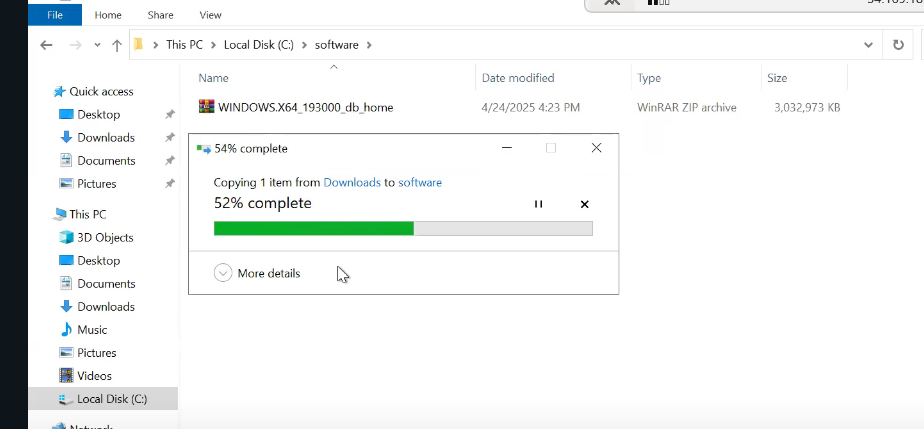 File Home Share View
This PC > Local Disk (C:) > software >
Name Date modified Type Size
Quick access
WINDOWS.X64_193000_db_home 4/24/2025 4:23 PM WinRAR ZIP archive 3,032,973 KB
Desktop
Downloads
Documents
Pictures
54% complete
Copying 1 item from Downloads to software
52% complete
More details
This PC
3D Objects
Desktop
Documents
Downloads
Music
Pictures
Videos
Local Disk (C:)
Network